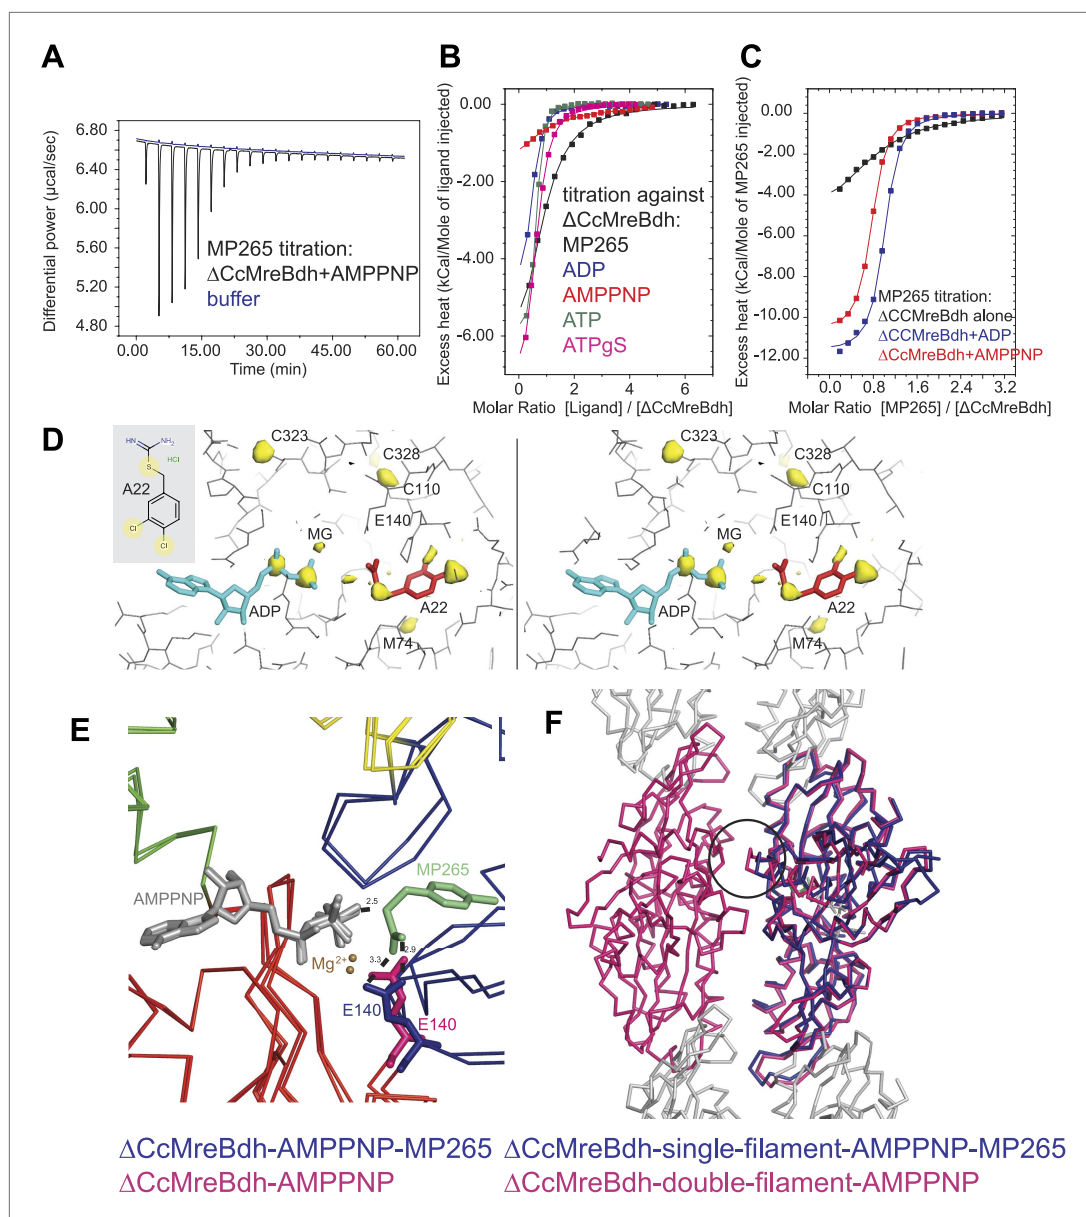 A
Differential power (µcal/sec)
6.80
6.60
6.00
5.60
5.20
4.80
MP265 titration:
ΔCcMreBdh+AMPPNP
buffer
0.00 15.00 30.00 45.00 60.00
Time (min)
B
Excess heat (kCal/Mole of ligand injected)
0.00
-2.00
-4.00
-6.00
titration against
ΔCcMreBdh:
MP265
ADP
AMPPNP
ATP
ATPgS
0 2 4 6
Molar Ratio [Ligand] / [ΔCcMreBdh]
C
Excess heat (kCal/Mole of MP265 injected)
0.00
-2.00
-4.00
-6.00
-8.00
-10.00
-12.00
MP265 titration:
ΔCCMreBdh alone
ΔCCMreBdh+ADP
ΔCcMreBdh+AMPPNP
0.0 0.8 1.6 2.4 3.2
Molar Ratio [MP265] / [ΔCcMreBdh]
D
HN NH2
S HCl
A22
Cl
Cl
C323
C328
C110
E140
MG
ADP
A22
M74
C323
C328
C110
E140
MG
ADP
A22
M74
E
AMPPNP
MP265
2.5
2.9
3.3
Mg2+
E140
E140
F
ΔCcMreBdh-AMPPNP-MP265
ΔCcMreBdh-AMPPNP
ΔCcMreBdh-single-filament-AMPPNP-MP265
ΔCcMreBdh-double-filament-AMPPNP